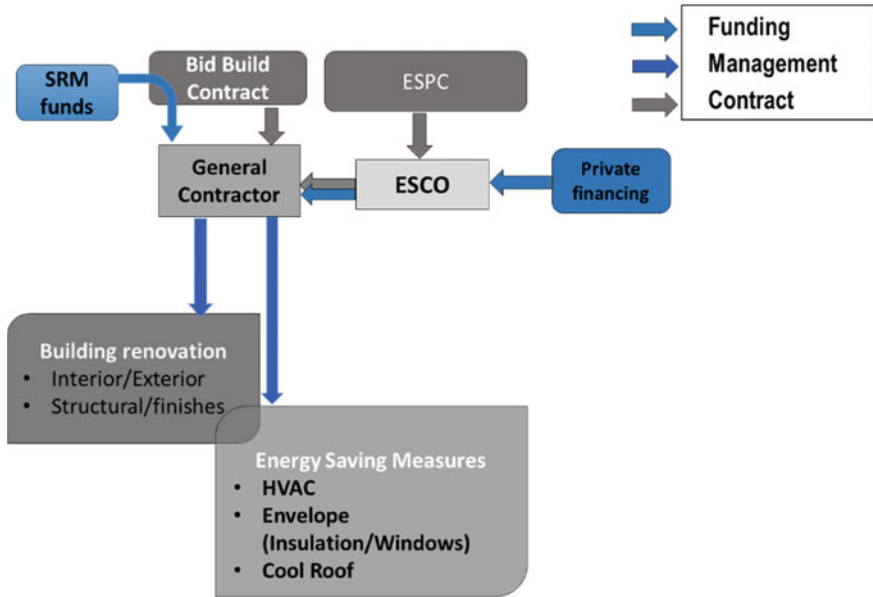 SRM
funds
Bid Build
Contract
ESPC
Funding
Management
Contract
General
Contractor
ESCO
Private
financing
Building renovation
• Interior/Exterior
• Structural/finishes
Energy Saving Measures
• HVAC
• Envelope
(Insulation/Windows)
• Cool Roof